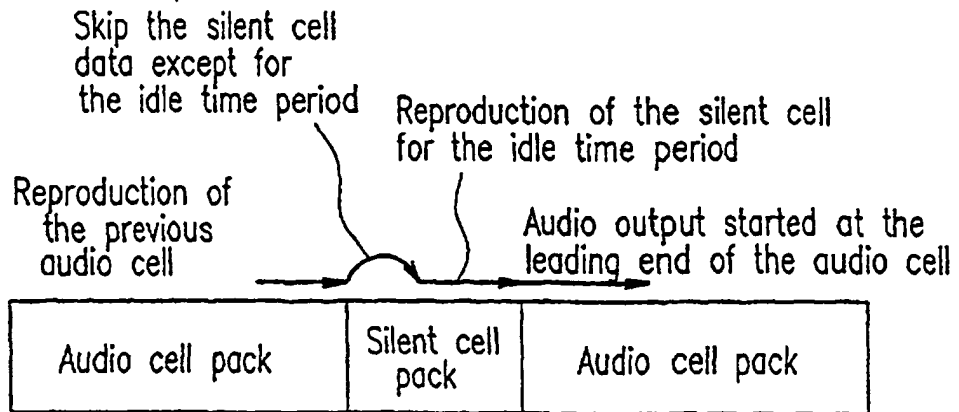 Skip the silent cell
data except for
the idle time period
Reproduction of the silent cell
for the idle time period
Reproduction of
the previous
audio cell
Audio output started at the
leading end of the audio cell
Audio cell pack
Silent cell
pack
Audio cell pack